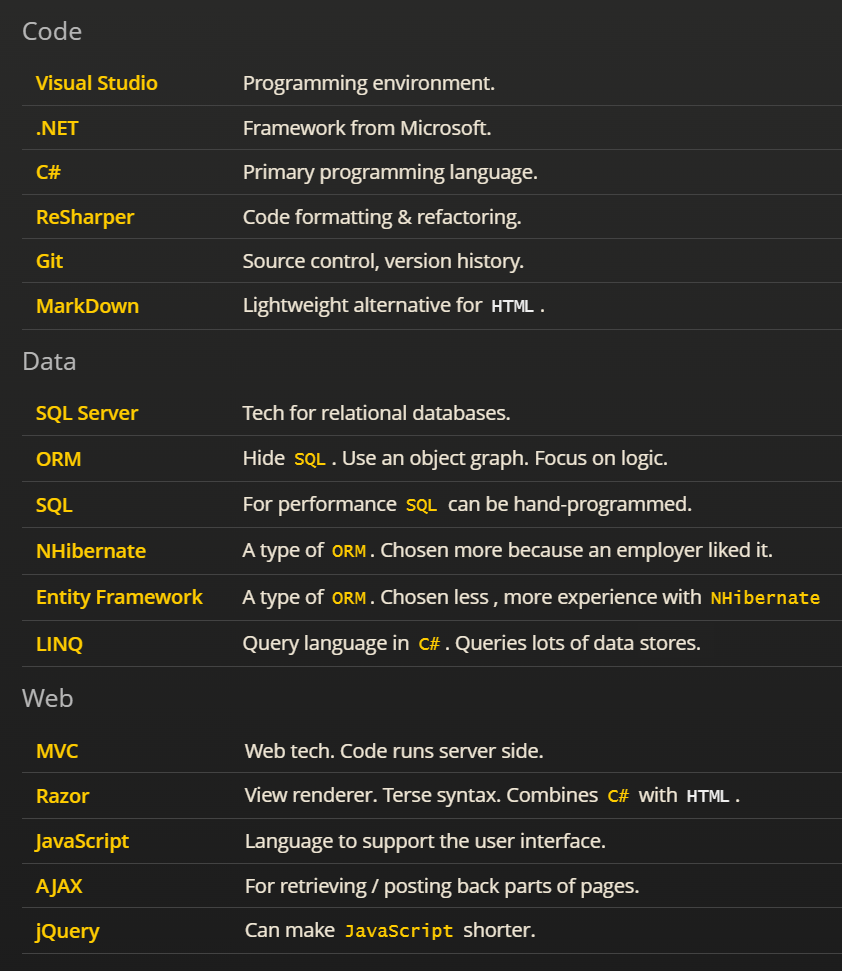 Code
Visual Studio Programming environment.
.NET Framework from Microsoft.
C# Primary programming language.
ReSharper Code formatting & refactoring.
Git Source control, version history.
MarkDown Lightweight alternative for HTML .
Data
SQL Server Tech for relational databases.
ORM Hide SQL . Use an object graph. Focus on logic.
SQL For performance SQL can be hand-programmed.
NHibernate A type of ORM . Chosen more because an employer liked it.
Entity Framework A type of ORM . Chosen less , more experience with NHibernate
LINQ Query language in C# . Queries lots of data stores.
Web
MVC Web tech. Code runs server side.
Razor View renderer. Terse syntax. Combines C# with HTML .
JavaScript Language to support the user interface.
AJAX For retrieving / posting back parts of pages.
jQuery Can make JavaScript shorter.